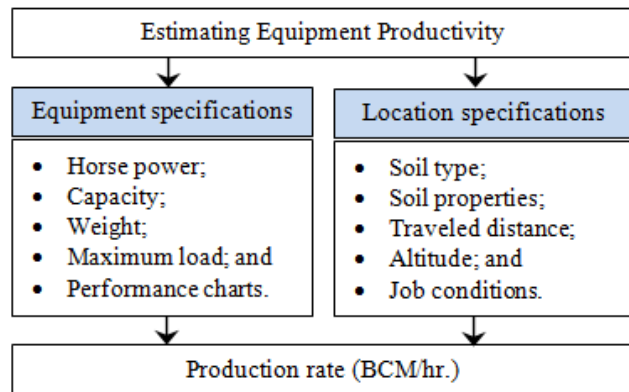 Estimating Equipment Productivity
Equipment specifications
• Horse power;
• Capacity;
• Weight;
• Maximum load; and
• Performance charts.
Location specifications
• Soil type;
• Soil properties;
• Traveled distance;
• Altitude; and
• Job conditions.
Production rate (BCM/hr.)